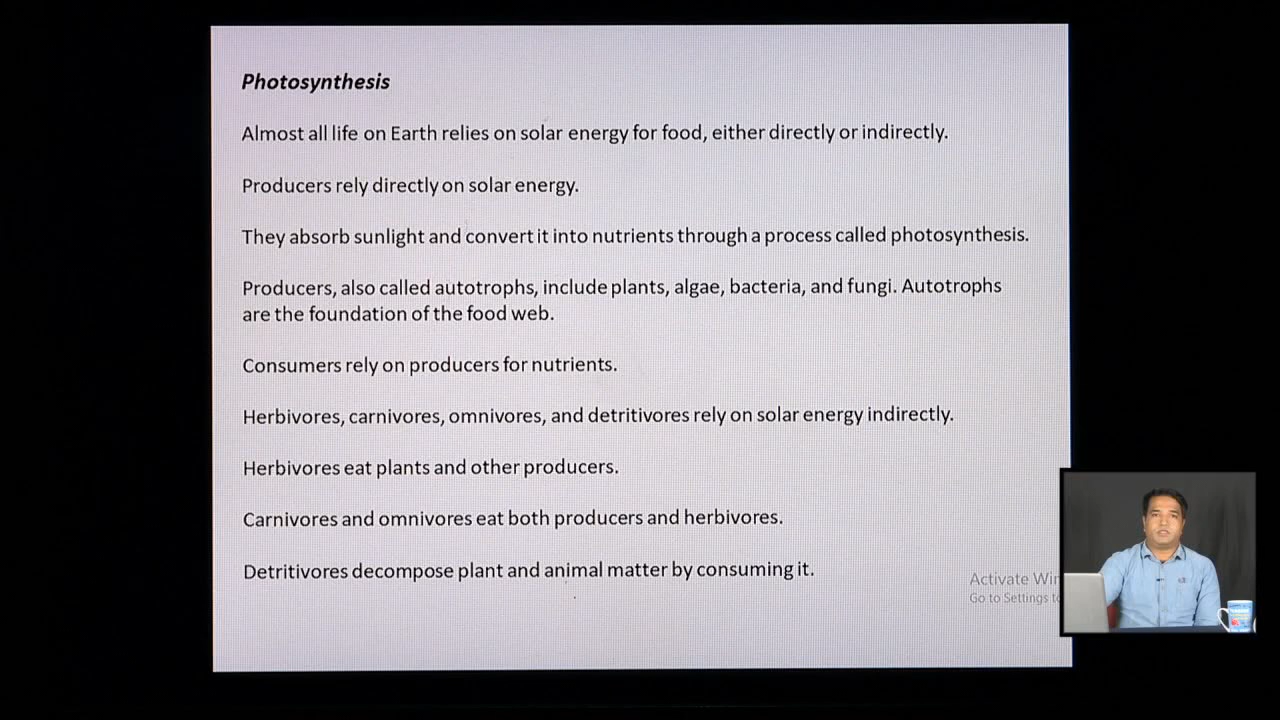 Photosynthesis
Almost all life on Earth relies on solar energy for food, either directly or indirectly.
Producers rely directly on solar energy.
They absorb sunlight and convert it into nutrients through a process called photosynthesis.
Producers, also called autotrophs, include plants, algae, bacteria, and fungi. Autotrophs
are the foundation of the food web.
Consumers rely on producers for nutrients.
Herbivores, carnivores, omnivores, and detritivores rely on solar energy indirectly.
Herbivores eat plants and other producers.
Carnivores and omnivores eat both producers and herbivores.
Detritivores decompose plant and animal matter by consuming it.
Activate
Go to Settings